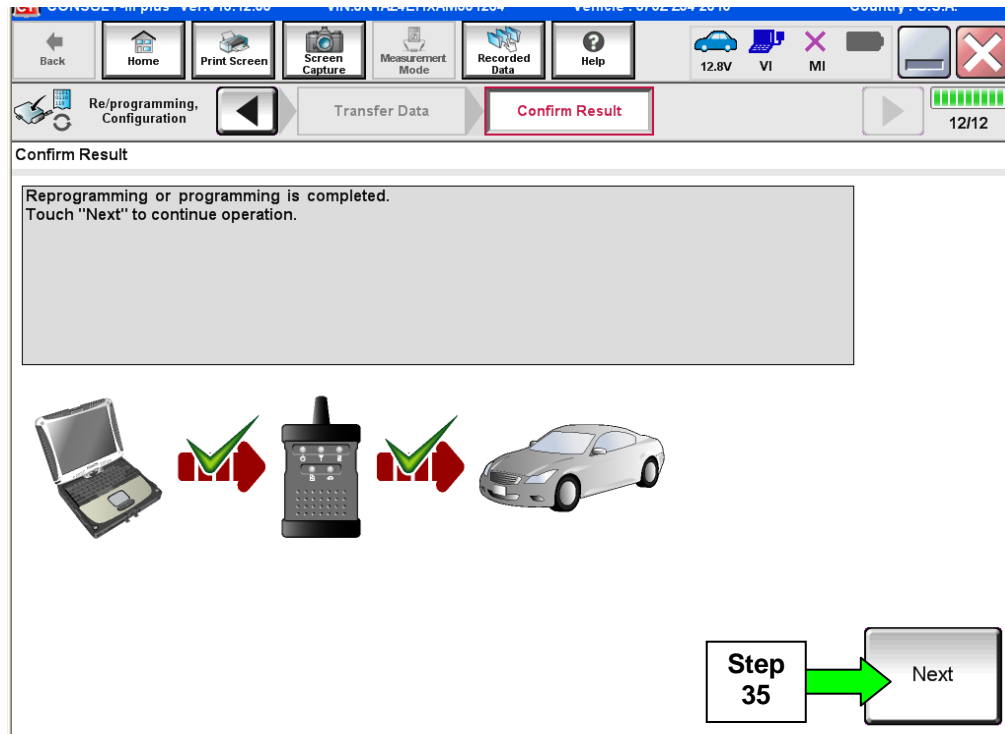 Back
Home
Print Screen
Screen
Capture
Measurement
Mode
Recorded
Data
Help
12.8V
VI
MI
Re/programming,
Configuration
Transfer Data
Confirm Result
12/12
Confirm Result
Reprogramming or programming is completed.
Touch "Next" to continue operation.
Step
35
Next